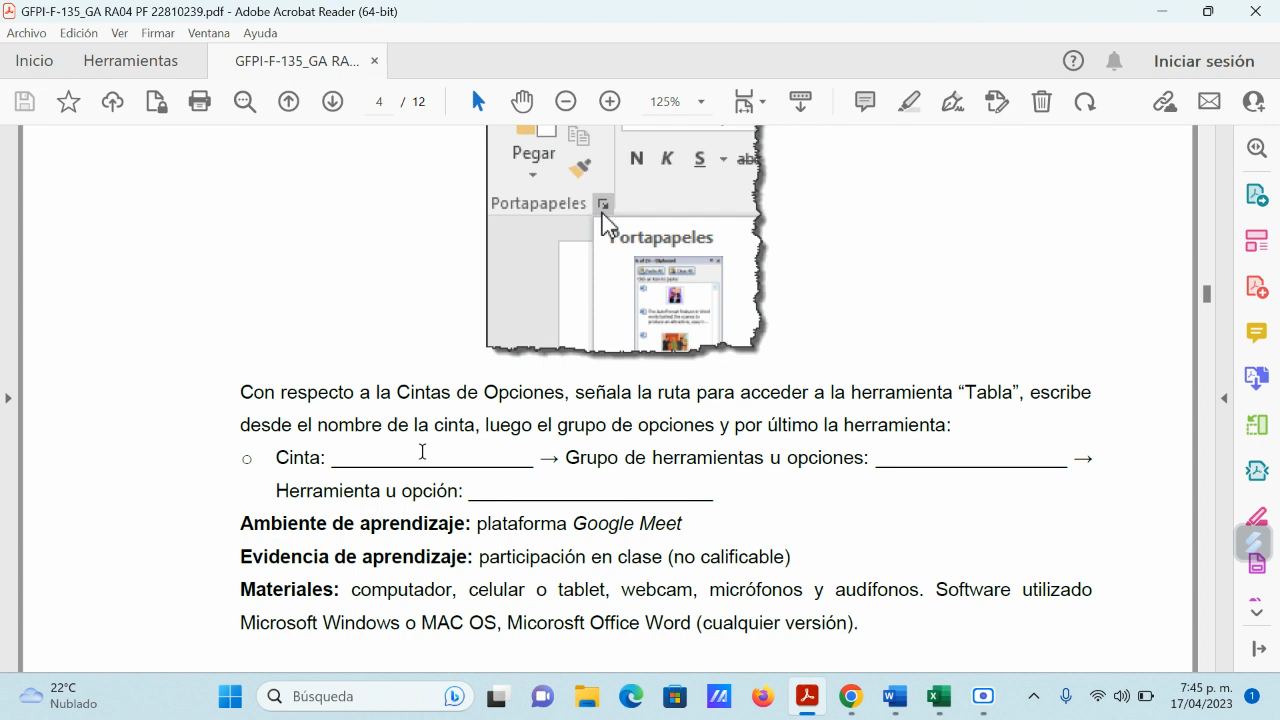 GFPI-F-135_GA RA04 PF 22810239.pdf - Adobe Acrobat Reader (64-bit)
Archivo Edición Ver Firmar Ventana Ayuda
Inicio Herramientas GFPI-F-135_GA RA... × Iniciar sesión
4 / 12 125%
Pegar N K S abc
Portapapeles
Portapapeles
Con respecto a la Cintas de Opciones, señala la ruta para acceder a la herramienta “Tabla”, escribe
desde el nombre de la cinta, luego el grupo de opciones y por último la herramienta:
○ Cinta: ___________________ → Grupo de herramientas u opciones: __________________ →
Herramienta u opción: _______________________
Ambiente de aprendizaje: plataforma Google Meet
Evidencia de aprendizaje: participación en clase (no calificable)
Materiales: computador, celular o tablet, webcam, micrófonos y audífonos. Software utilizado
Microsoft Windows o MAC OS, Micorosft Office Word (cualquier versión).
22°C
Nublado
Búsqueda
7:45 p. m.
17/04/2023
1